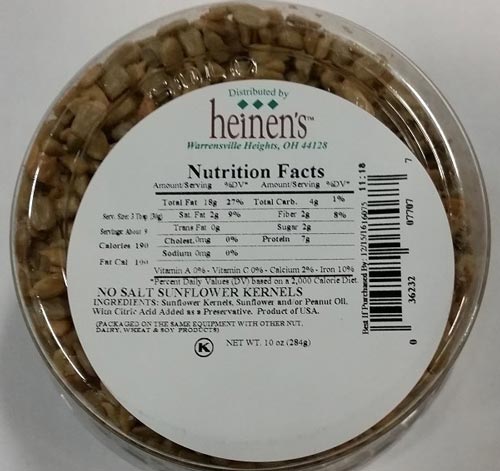 Distributed by
heinen's™
Warrensville Heights, OH 44128
Nutrition Facts
Amount/Serving %DV* Amount/Serving %DV*
Total Fat 18g 27% Total Carb. 4g 1%
Serv. Size: 3 Tbsp (30g) Sat. Fat 2g 9% Fiber 2g 8%
Servings: About 9 Trans Fat 0g Sugar 2g
Calories 190 Cholest. 0mg 0% Protein 7g
Fat Cal 190 Sodium 0mg 0%
Vitamin A 0% - Vitamin C 0% - Calcium 2% - Iron 10%
*Percent Daily Values (DV) based on a 2,000 Calorie Diet.
NO SALT SUNFLOWER KERNELS
INGREDIENTS: Sunflower Kernels, Sunflower and/or Peanut Oil,
With Citric Acid Added as a Preservative. Product of USA.
(PACKAGED ON THE SAME EQUIPMENT WITH OTHER NUT,
DAIRY, WHEAT & SOY PRODUCTS)
K NET WT. 10 oz (284g)
Best If Purchased By 12/15/16 16075 11:18
0 36232 07707 7